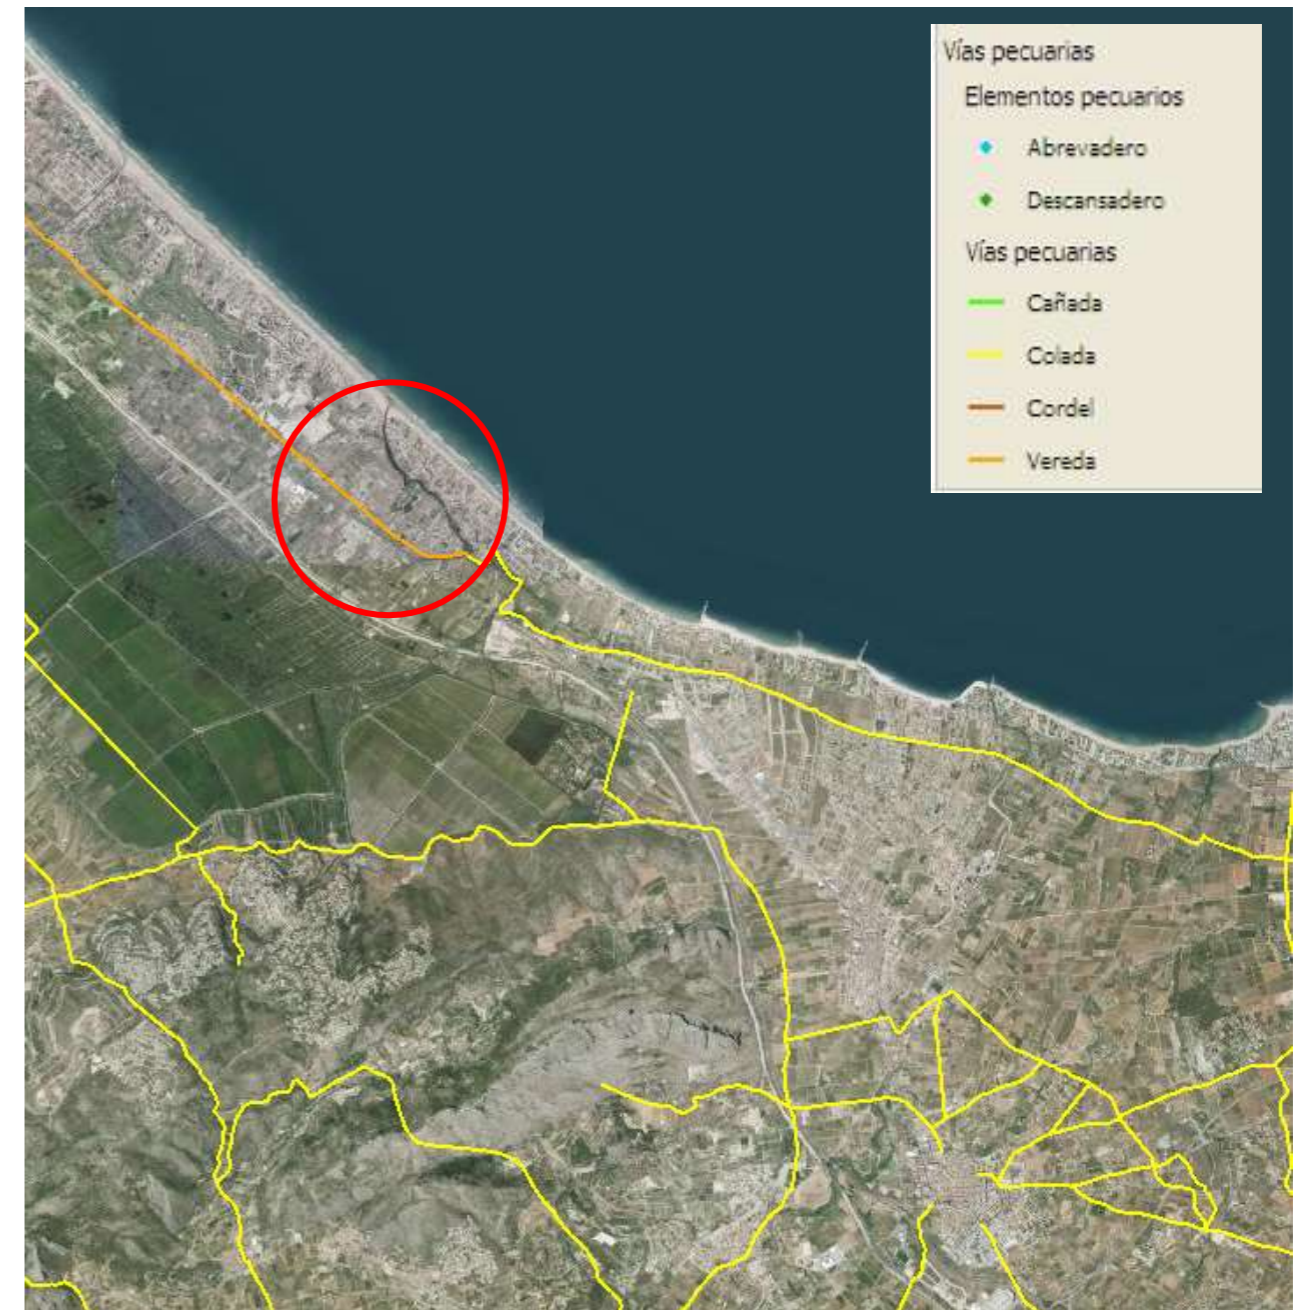 Vías pecuarias
Elementos pecuarios
Abrevadero
Descansadero
Vías pecuarias
Cañada
Colada
Cordel
Vereda